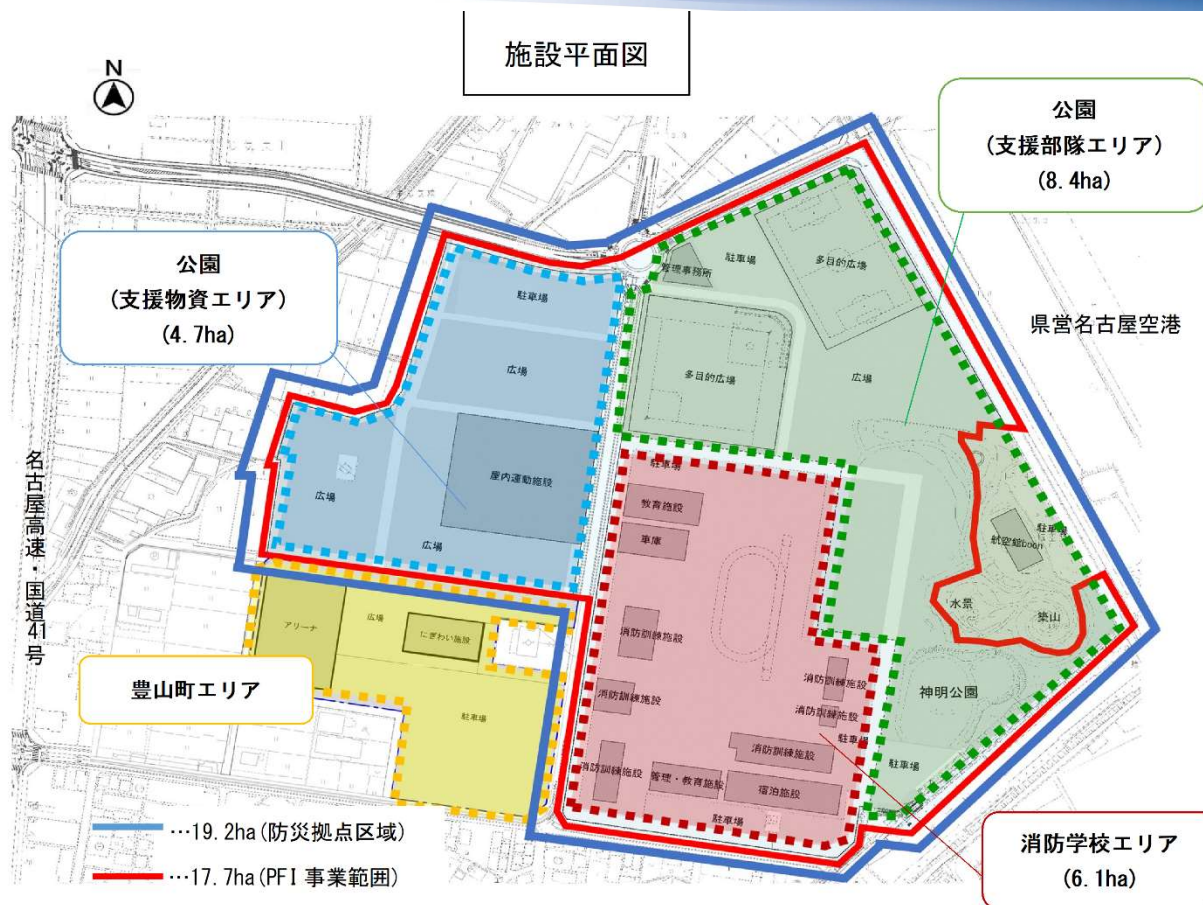 施設平面図
N
公園
(支援部隊エリア)
(8.4ha)
公園
(支援物資エリア)
(4.7ha)
県営名古屋空港
名古屋高速・国道41号
駐車場
広場
屋内運動施設
広場
広場
管理事務所
駐車場
多目的広場
多目的広場
広場
駐車場
教育施設
車庫
消防訓練施設
消防訓練施設
消防訓練施設
消防訓練施設
消防訓練施設
駐車場
消防訓練施設
管理・教育施設
宿泊施設
駐車場
駐車場
航空館boon
水景
築山
神明公園
駐車場
アリーナ
広場
にぎわい施設
駐車場
豊山町エリア
…19.2ha(防災拠点区域)
…17.7ha(PFI事業範囲)
消防学校エリア
(6.1ha)